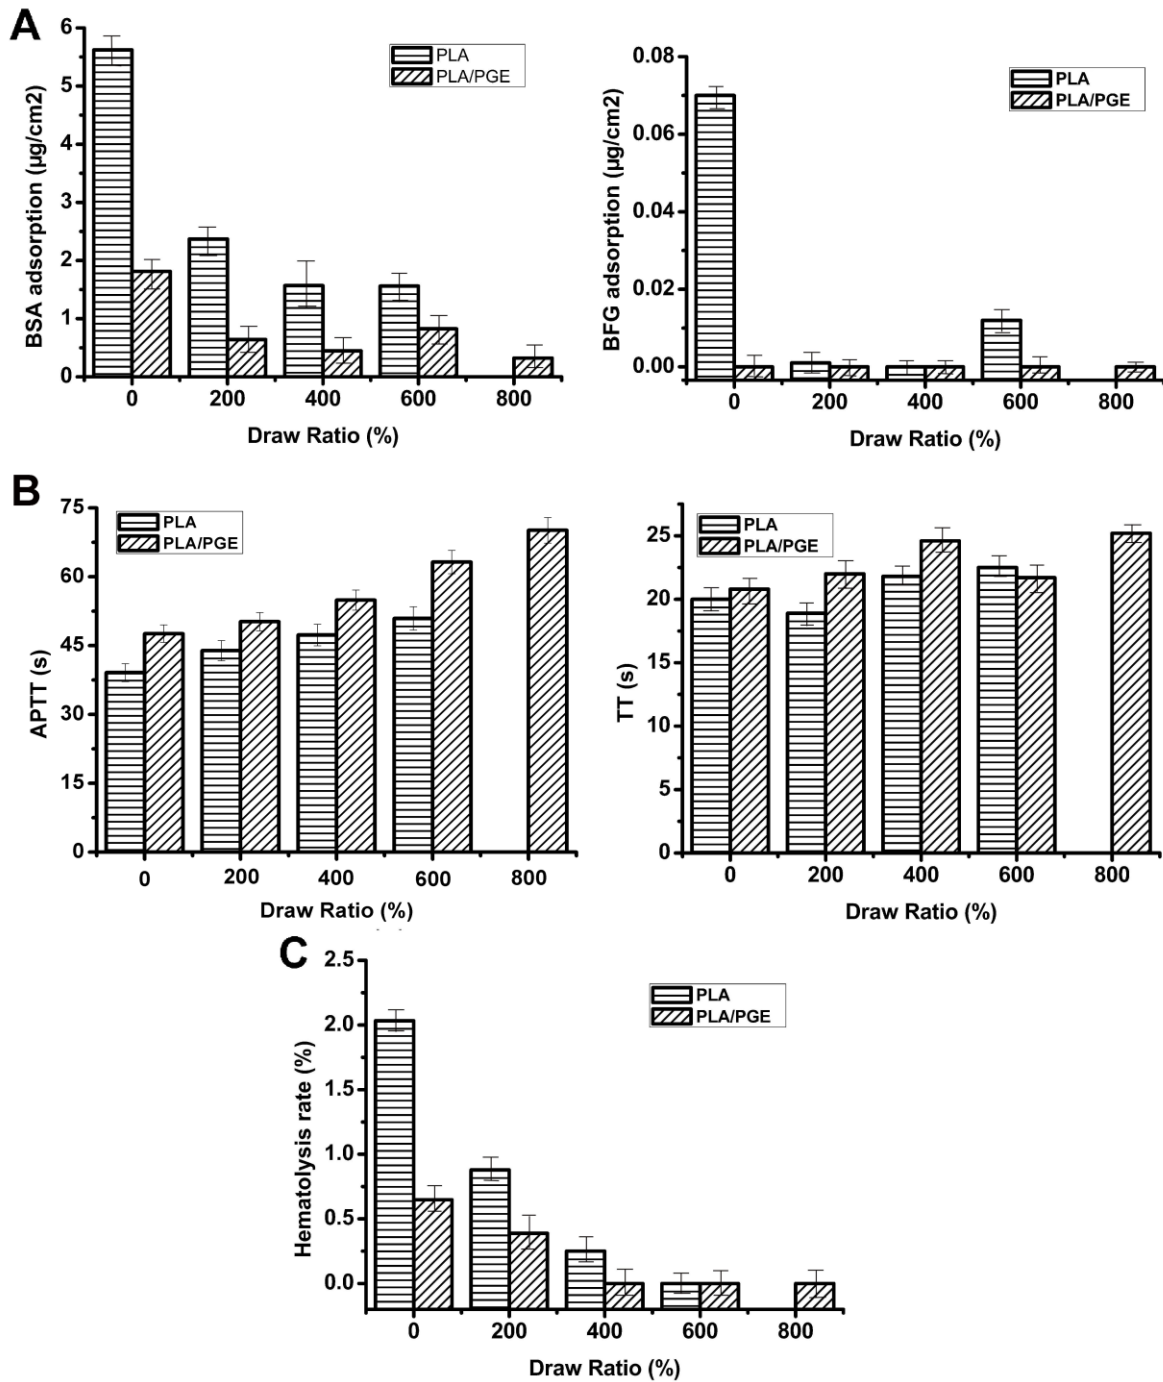 A
6
5
4
3
2
1
0
BSA adsorption (μg/cm2)
PLA
PLA/PGE
0 200 400 600 800
Draw Ratio (%)
0.08
0.06
0.04
0.02
0.00
BFG adsorption (μg/cm2)
PLA
PLA/PGE
0 200 400 600 800
Draw Ratio (%)
B
75
60
45
30
15
0
APTT (s)
PLA
PLA/PGE
0 200 400 600 800
Draw Ratio (%)
25
20
15
10
5
0
TT (s)
PLA
PLA/PGE
0 200 400 600 800
Draw Ratio (%)
C
2.5
2.0
1.5
1.0
0.5
0.0
Hematolysis rate (%)
PLA
PLA/PGE
0 200 400 600 800
Draw Ratio (%)